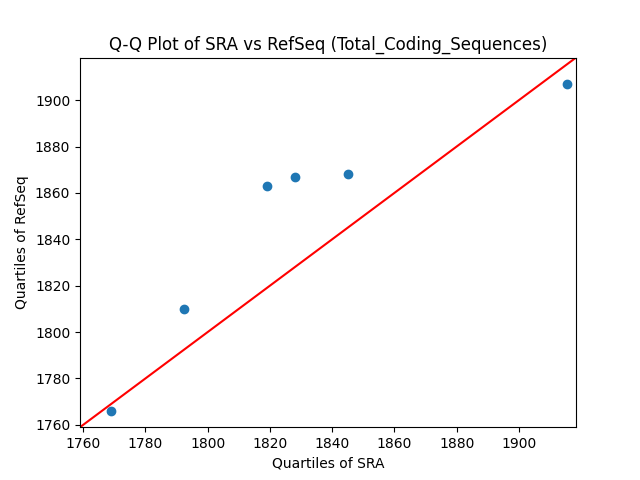 Q-Q Plot of SRA vs RefSeq (Total_Coding_Sequences)
1900
1880
1860
1840
1820
1800
1780
1760
Quartiles of RefSeq
1760 1780 1800 1820 1840 1860 1880 1900
Quartiles of SRA